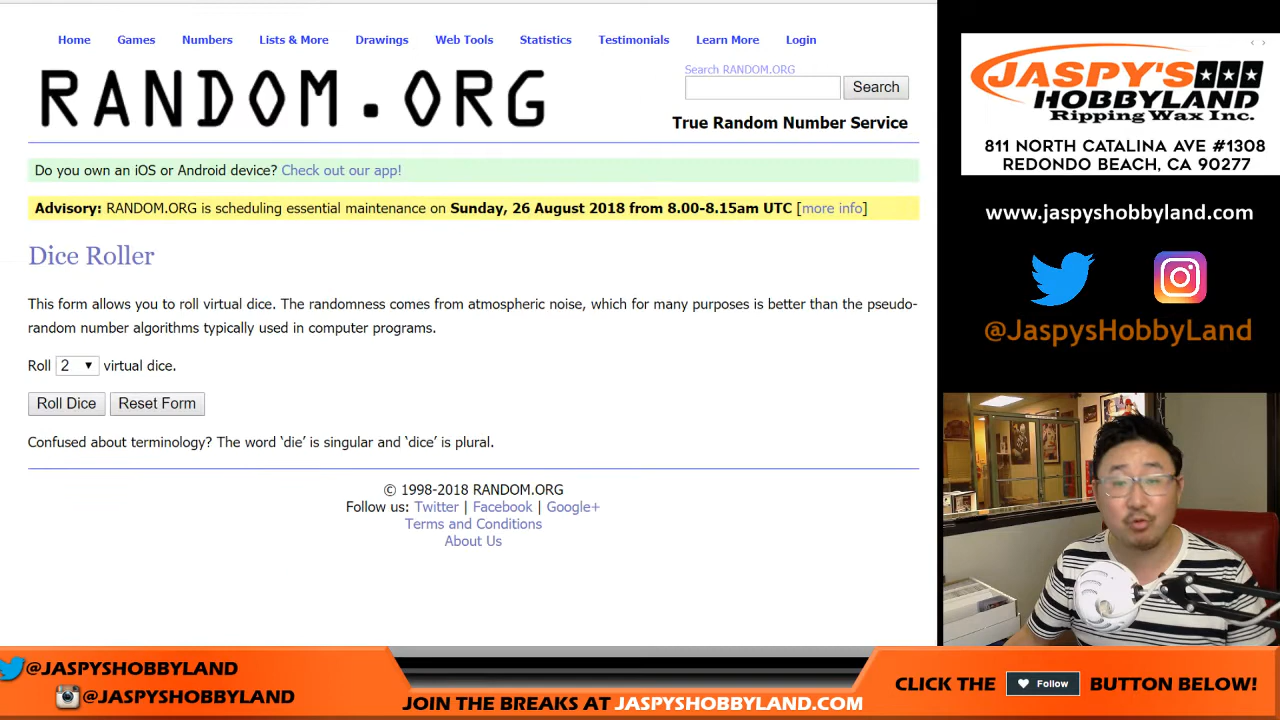 Home Games Numbers Lists & More Drawings Web Tools Statistics Testimonials Learn More Login
RANDOM.ORG
Search RANDOM.ORG
Search
True Random Number Service
Do you own an iOS or Android device? Check out our app!
Advisory: RANDOM.ORG is scheduling essential maintenance on Sunday, 26 August 2018 from 8.00-8.15am UTC [more info]
Dice Roller
This form allows you to roll virtual dice. The randomness comes from atmospheric noise, which for many purposes is better than the pseudo-
random number algorithms typically used in computer programs.
Roll 2 virtual dice.
Roll Dice Reset Form
Confused about terminology? The word ‘die’ is singular and ‘dice’ is plural.
© 1998-2018 RANDOM.ORG
Follow us: Twitter | Facebook | Google+
Terms and Conditions
About Us
JASPY'S
HOBBYLAND
Ripping Wax Inc.
811 NORTH CATALINA AVE #1308
REDONDO BEACH, CA 90277
www.jaspyshobbyland.com
@JaspysHobbyLand
@JASPYSHOBBYLAND
@JASPYSHOBBYLAND
JOIN THE BREAKS AT JASPYSHOBBYLAND.COM
CLICK THE Follow BUTTON BELOW!